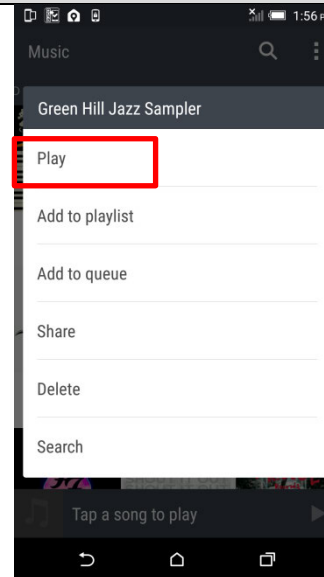 1:56
Music
Green Hill Jazz Sampler
Play
Add to playlist
Add to queue
Share
Delete
Search
Tap a song to play